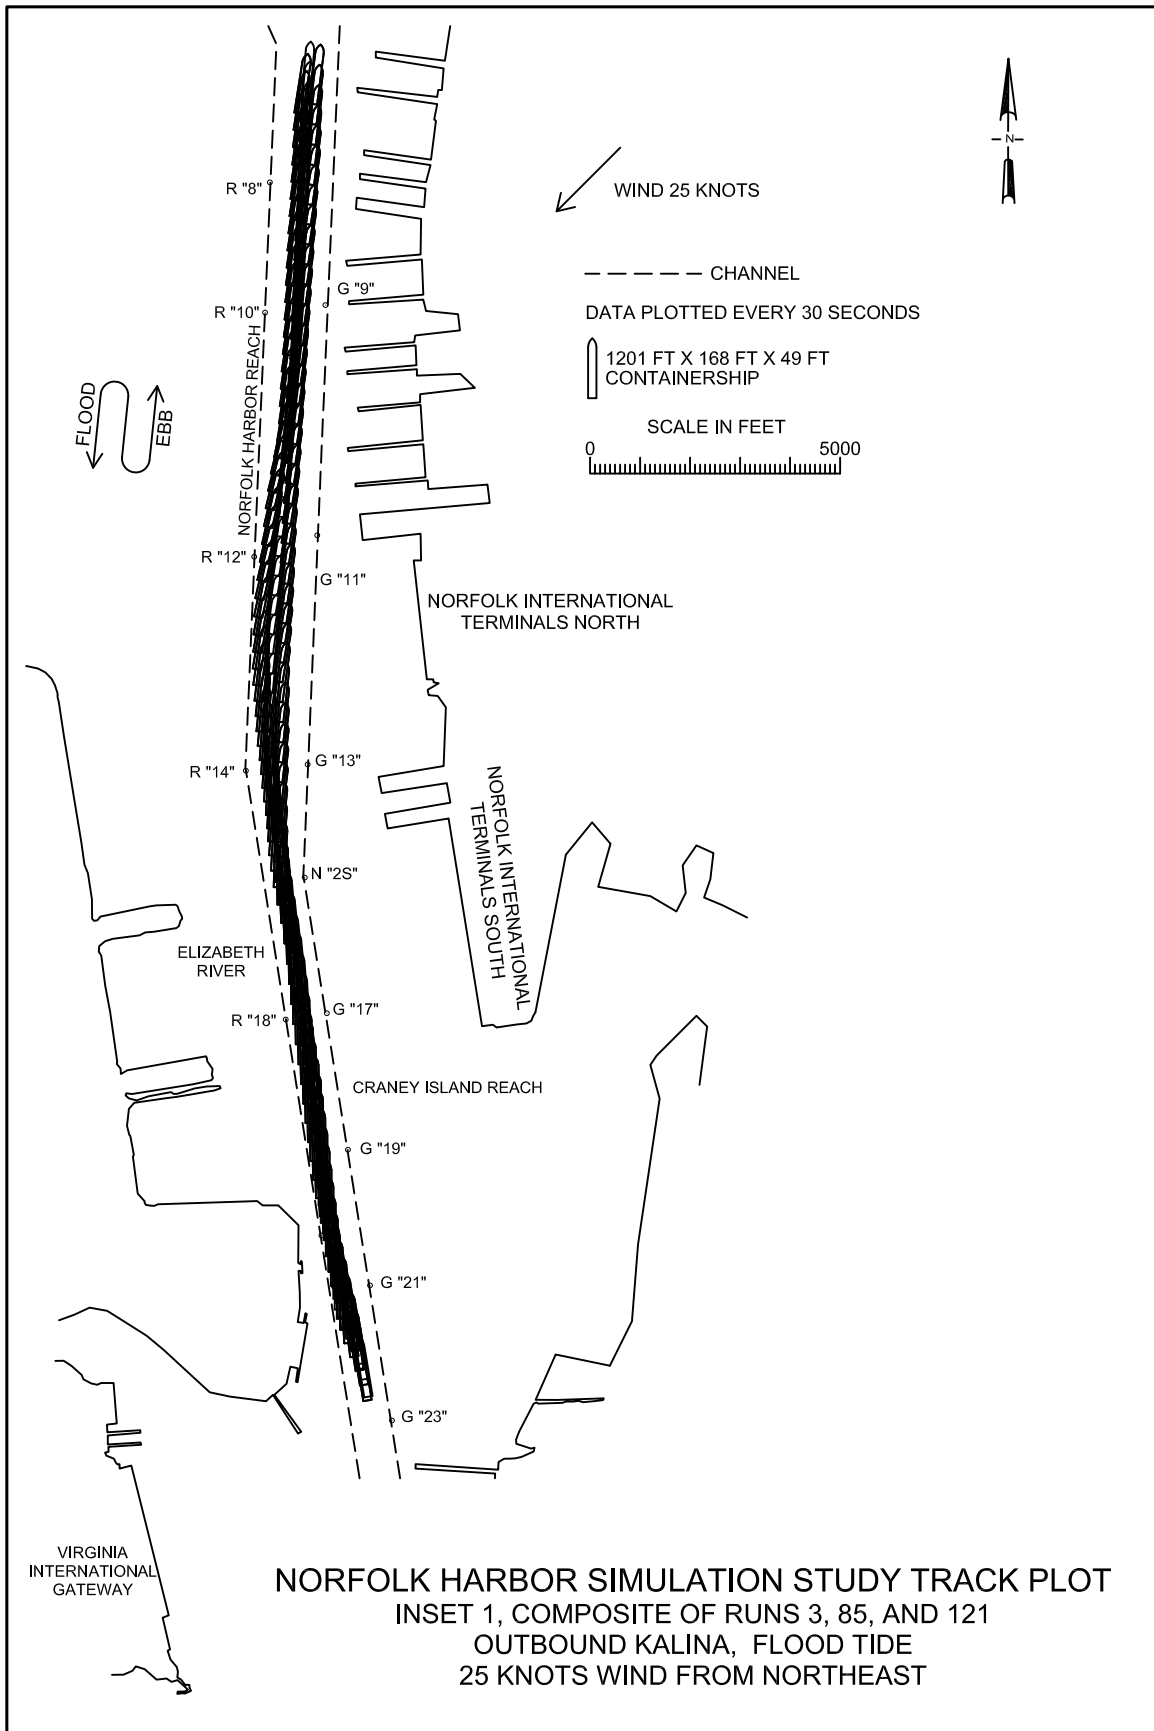 N
R "8"
WIND 25 KNOTS
CHANNEL
G "9"
R "10"
DATA PLOTTED EVERY 30 SECONDS
1201 FT X 168 FT X 49 FT
CONTAINERSHIP
NORFOLK HARBOR REACH
FLOOD
EBB
SCALE IN FEET
0 5000
R "12"
G "11"
NORFOLK INTERNATIONAL
TERMINALS NORTH
R "14"
G "13"
NORFOLK INTERNATIONAL
TERMINALS SOUTH
N "2S"
ELIZABETH
RIVER
R "18"
G "17"
CRANEY ISLAND REACH
G "19"
G "21"
G "23"
VIRGINIA
INTERNATIONAL
GATEWAY
NORFOLK HARBOR SIMULATION STUDY TRACK PLOT
INSET 1, COMPOSITE OF RUNS 3, 85, AND 121
OUTBOUND KALINA, FLOOD TIDE
25 KNOTS WIND FROM NORTHEAST